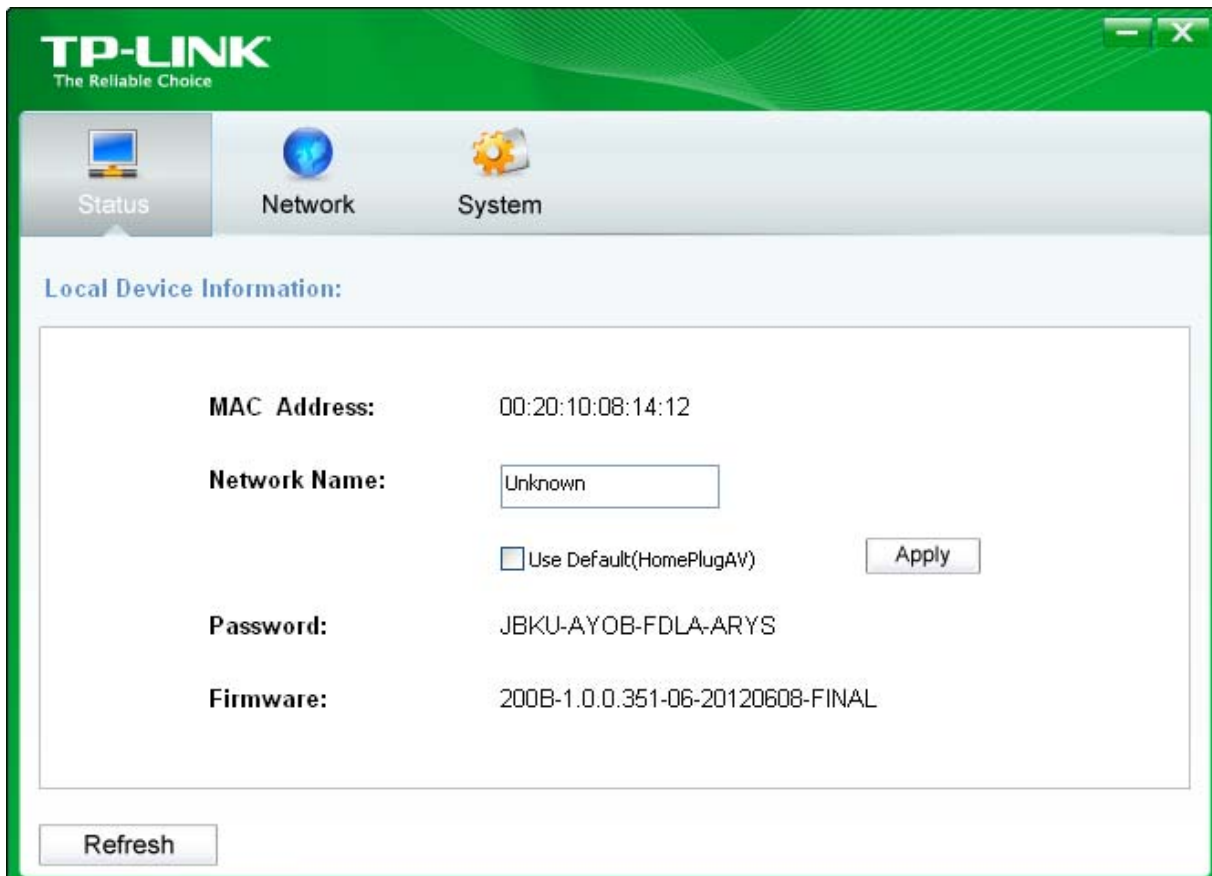 TP-LINK
The Reliable Choice
Status Network System
Local Device Information:
MAC Address: 00:20:10:08:14:12
Network Name: Unknown
Use Default(HomePlugAV) Apply
Password: JBKU-AYOB-FDLA-ARYS
Firmware: 200B-1.0.0.351-06-20120608-FINAL
Refresh